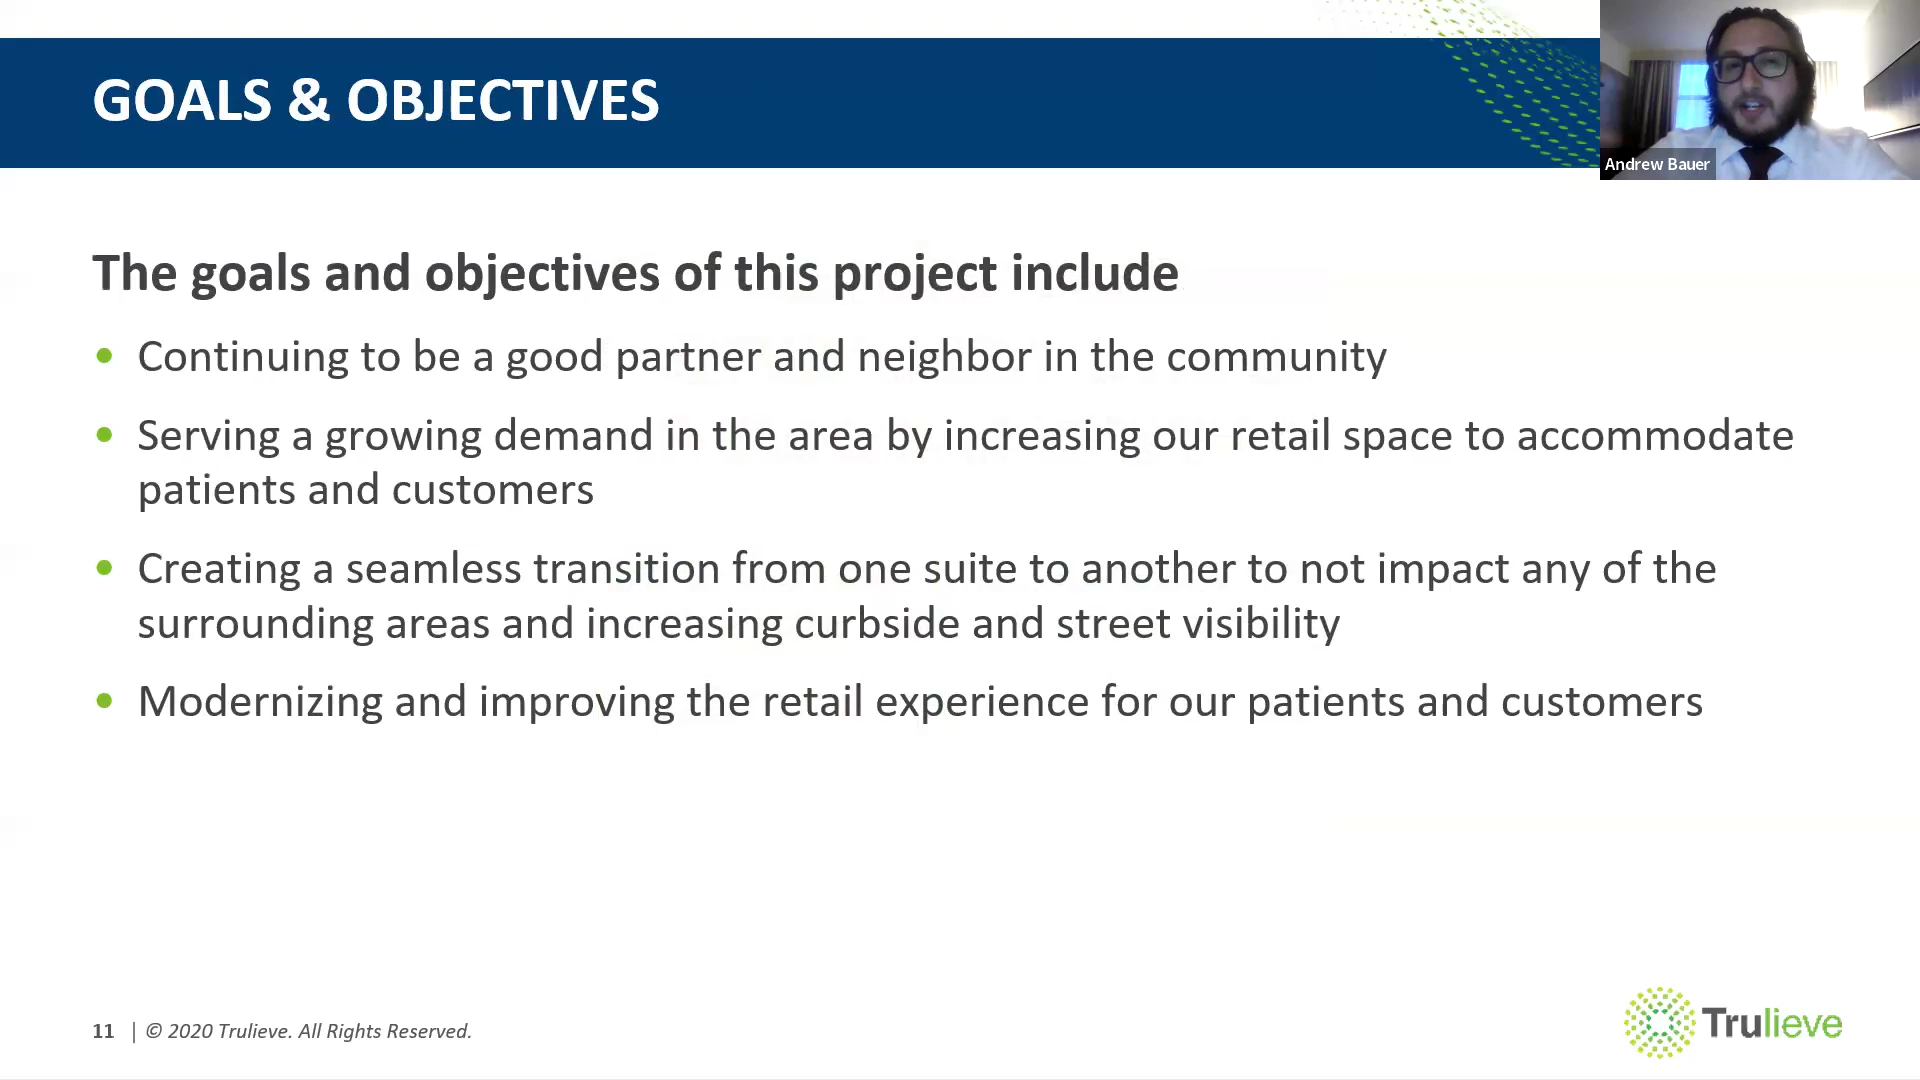 GOALS & OBJECTIVES
Andrew Bauer
The goals and objectives of this project include
• Continuing to be a good partner and neighbor in the community
• Serving a growing demand in the area by increasing our retail space to accommodate
patients and customers
• Creating a seamless transition from one suite to another to not impact any of the
surrounding areas and increasing curbside and street visibility
• Modernizing and improving the retail experience for our patients and customers
11 | © 2020 Trulieve. All Rights Reserved.
Trulieve